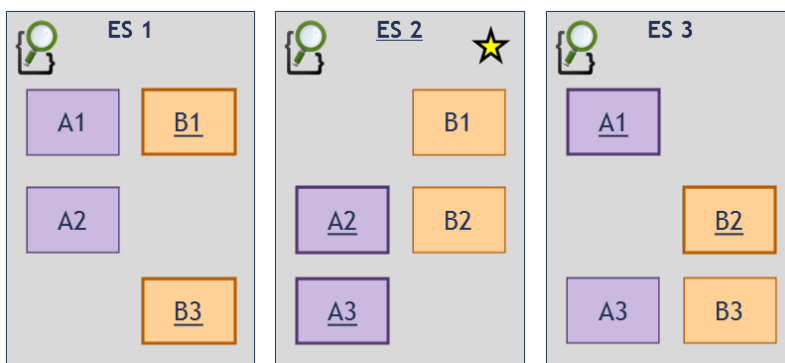 ES 1
A1 B1
A2
B3
ES 2
B1
A2 B2
A3
ES 3
A1
B2
A3 B3